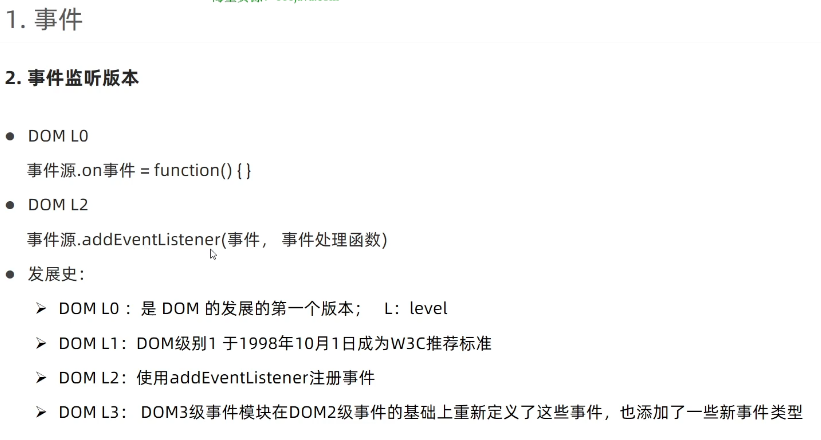 1. 事件
2. 事件监听版本
● DOM L0
事件源.on事件 = function() { }
● DOM L2
事件源.addEventListener(事件， 事件处理函数)
● 发展史：
➢ DOM L0 ：是 DOM 的发展的第一个版本； L：level
➢ DOM L1：DOM级别1 于1998年10月1日成为W3C推荐标准
➢ DOM L2：使用addEventListener注册事件
➢ DOM L3： DOM3级事件模块在DOM2级事件的基础上重新定义了这些事件，也添加了一些新事件类型